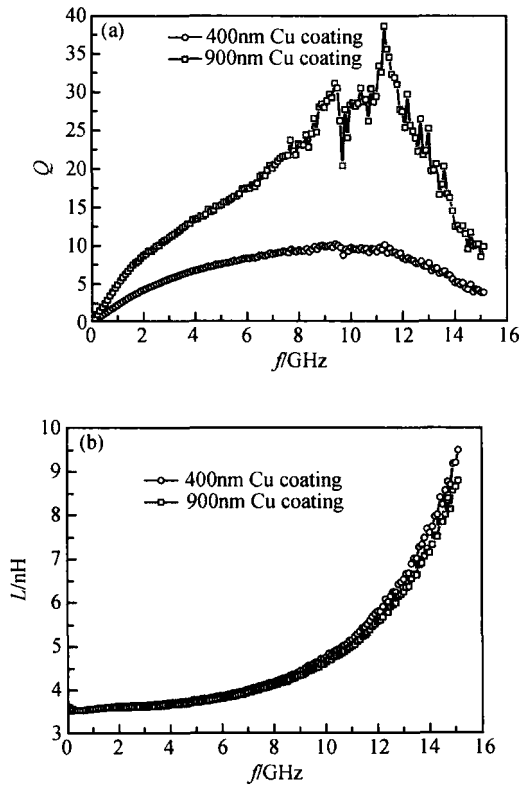 (a)
400nm Cu coating
900nm Cu coating
40
35
30
25
20
15
10
5
0
Q
0 2 4 6 8 10 12 14 16
f/GHz
(b)
400nm Cu coating
900nm Cu coating
10
9
8
7
6
5
4
3
L/nH
0 2 4 6 8 10 12 14 16
f/GHz